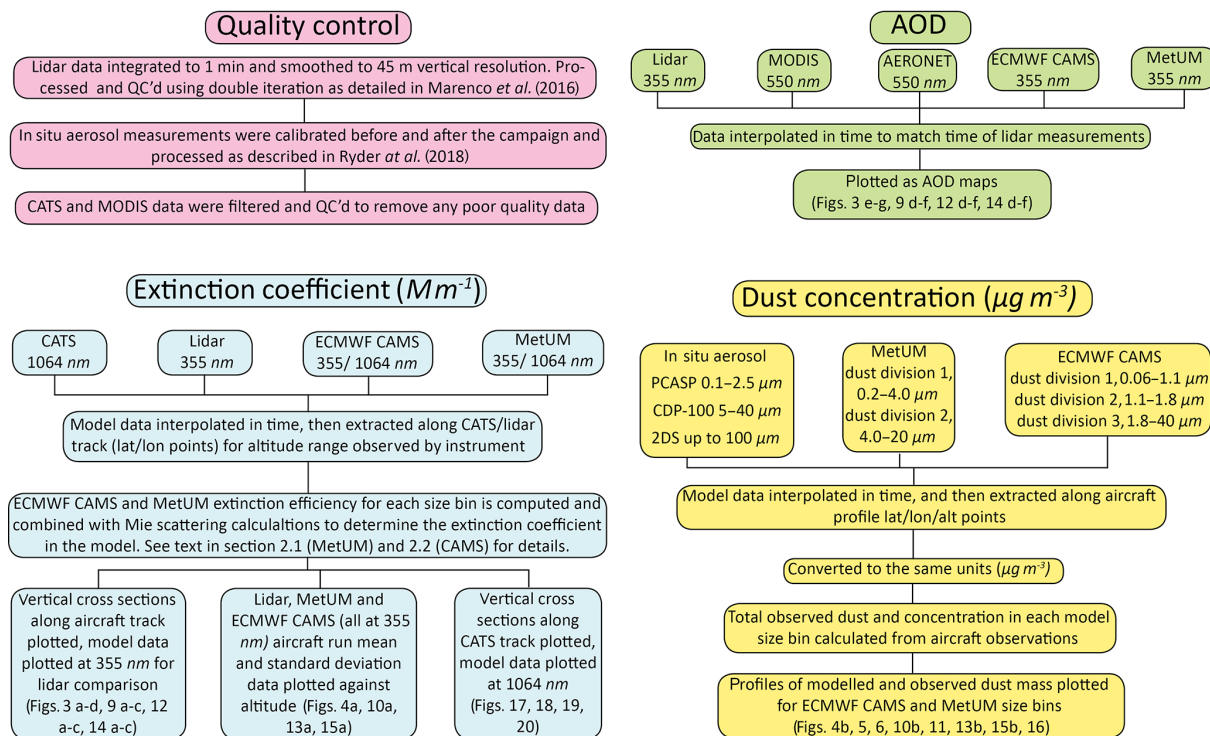 Quality control
Lidar data integrated to 1 min and smoothed to 45 m vertical resolution. Pro-
cessed and QC'd using double iteration as detailed in Marenco et al. (2016)
In situ aerosol measurements were calibrated before and after the campaign and
processed as described in Ryder at al. (2018)
CATS and MODIS data were filtered and QC'd to remove any poor quality data
AOD
Lidar
355 nm
MODIS
550 nm
AERONET
550 nm
ECMWF CAMS
355 nm
MetUM
355 nm
Data interpolated in time to match time of lidar measurements
Plotted as AOD maps
(Figs. 3 e-g, 9 d-f, 12 d-f, 14 d-f)
Extinction coefficient (Mm-1)
CATS
1064 nm
Lidar
355 nm
ECMWF CAMS
355/ 1064 nm
MetUM
355/ 1064 nm
Model data interpolated in time, then extracted along CATS/lidar
track (lat/lon points) for altitude range observed by instrument
ECMWF CAMS and MetUM extinction efficiency for each size bin is computed and
combined with Mie scattering calculaltions to determine the extinction coefficient
in the model. See text in section 2.1 (MetUM) and 2.2 (CAMS) for details.
Vertical cross sections
along aircraft track
plotted, model data
plotted at 355 nm for
lidar comparison
(Figs. 3 a-d, 9 a-c, 12
a-c, 14 a-c)
Lidar, MetUM and
ECMWF CAMS (all at 355
nm) aircraft run mean
and standard deviation
data plotted against
altitude (Figs. 4a, 10a,
13a, 15a)
Vertical cross
sections along
CATS track plotted,
model data plotted
at 1064 nm
(Figs. 17, 18, 19,
20)
Dust concentration (µg m-3)
In situ aerosol
PCASP 0.1–2.5 µm
CDP-100 5–40 µm
2DS up to 100 µm
MetUM
dust division 1,
0.2–4.0 µm
dust division 2,
4.0–20 µm
ECMWF CAMS
dust division 1, 0.06–1.1 µm
dust division 2, 1.1–1.8 µm
dust division 3, 1.8–40 µm
Model data interpolated in time, and then extracted along aircraft
profile lat/lon/alt points
Converted to the same units (µg m-3)
Total observed dust and concentration in each model
size bin calculated from aircraft observations
Profiles of modelled and observed dust mass plotted
for ECMWF CAMS and MetUM size bins
(Figs. 4b, 5, 6, 10b, 11, 13b, 15b, 16)